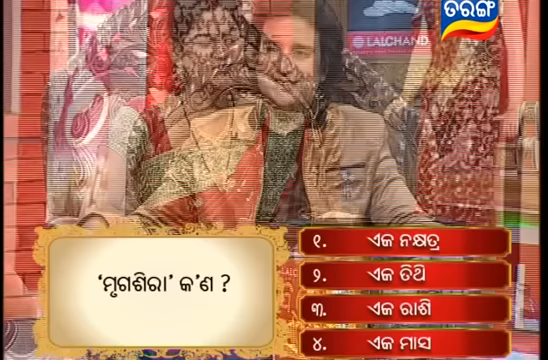 ତରଙ୍ଗ
LALCHAND
‘ମୃଗଶିରା’ କ’ଣ ?
୧. ଏକ ନକ୍ଷତ୍ର
୨. ଏକ ତିଥି
୩. ଏକ ରାଶି
୪. ଏକ ମାସ